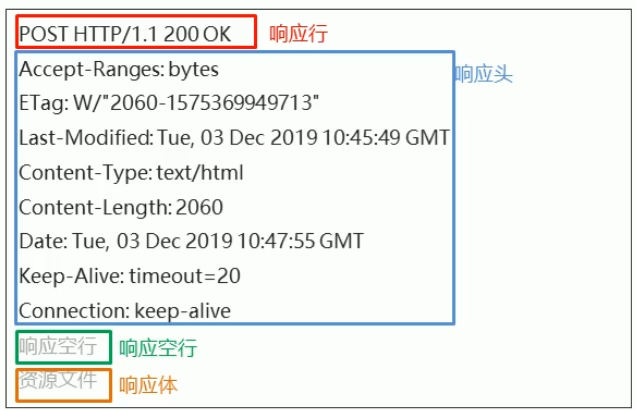 POST HTTP/1.1 200 OK 响应行
Accept-Ranges: bytes 响应头
ETag: W/"2060-1575369949713"
Last-Modified: Tue, 03 Dec 2019 10:45:49 GMT
Content-Type: text/html
Content-Length: 2060
Date: Tue, 03 Dec 2019 10:47:55 GMT
Keep-Alive: timeout=20
Connection: keep-alive
响应空行 响应空行
资源文件 响应体